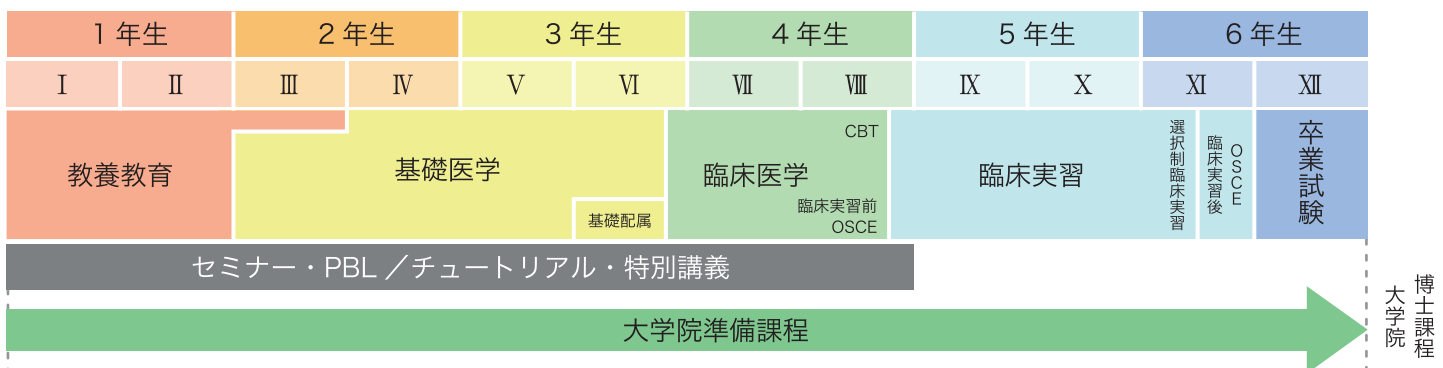 1 年生
2 年生
3 年生
4 年生
5 年生
6 年生
Ⅰ
Ⅱ
Ⅲ
Ⅳ
Ⅴ
Ⅵ
Ⅶ
Ⅷ
Ⅸ
Ⅹ
Ⅺ
Ⅻ
教養教育
基礎医学
基礎配属
臨床医学
CBT
臨床実習前
OSCE
臨床実習
選択制臨床実習
臨床実習後
OSCE
卒業試験
セミナー・PBL／チュートリアル・特別講義
大学院準備課程
大学院
博士課程